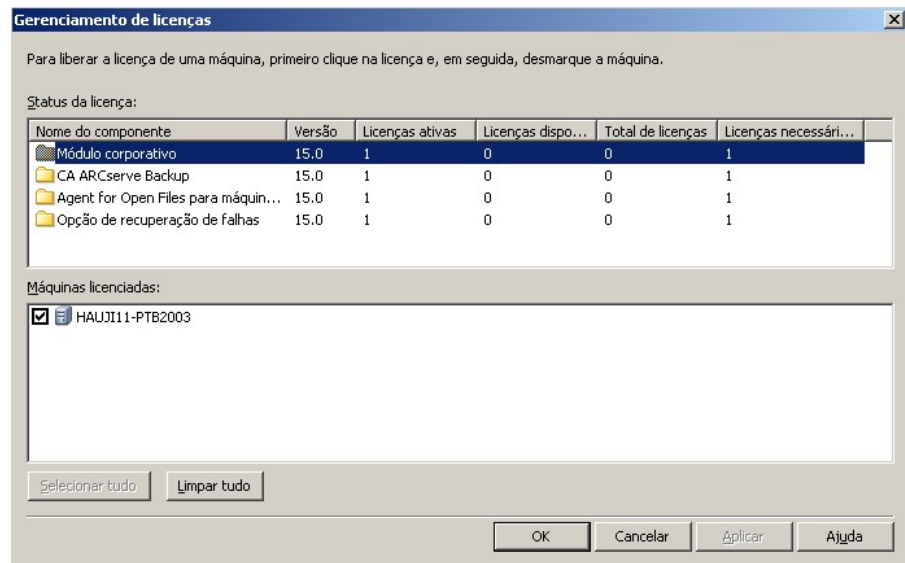 Gerenciamento de licenças
Para liberar a licença de uma máquina, primeiro clique na licença e, em seguida, desmarque a máquina.
Status da licença:
Nome do componente Versão Licenças ativas Licenças dispo... Total de licenças Licenças necessári...
Módulo corporativo 15.0 1 0 0 1
CA ARCserve Backup 15.0 1 0 0 1
Agent for Open Files para máquin... 15.0 1 0 0 1
Opção de recuperação de falhas 15.0 1 0 0 1
Máquinas licenciadas:
HAUJI11-PTB2003
Selecionar tudo Limpar tudo
OK Cancelar Aplicar Ajuda